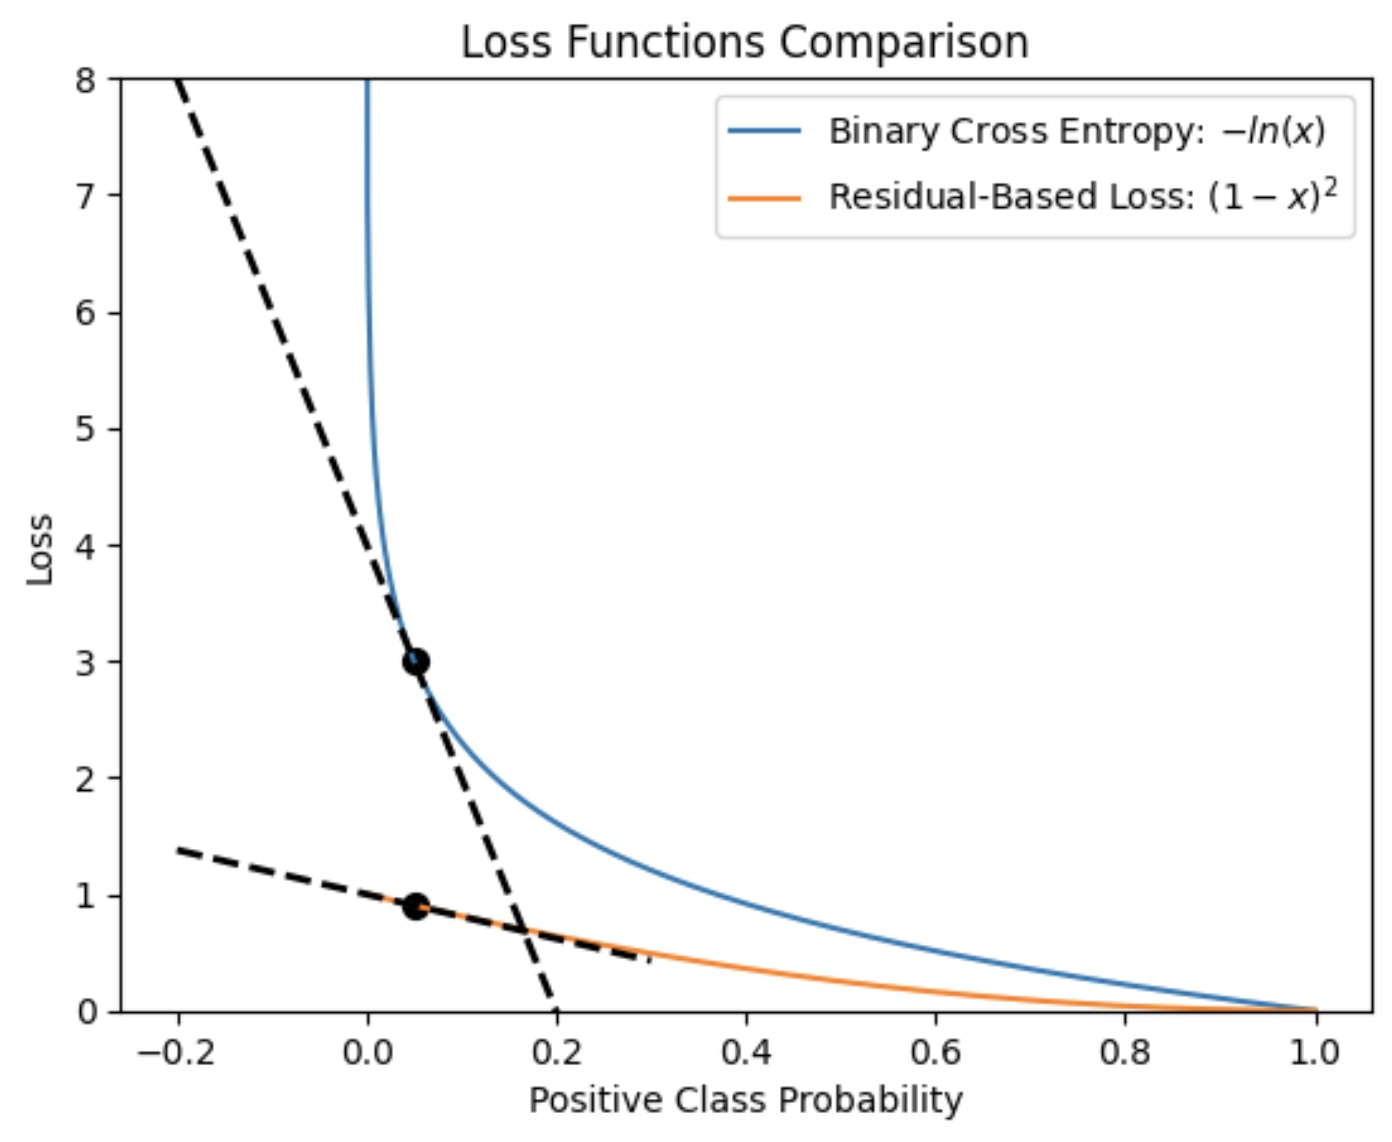 Loss Functions Comparison
Binary Cross Entropy: −ln(x)
Residual-Based Loss: (1 − x)²
8
7
6
5
4
3
2
1
0
Loss
−0.2 0.0 0.2 0.4 0.6 0.8 1.0
Positive Class Probability